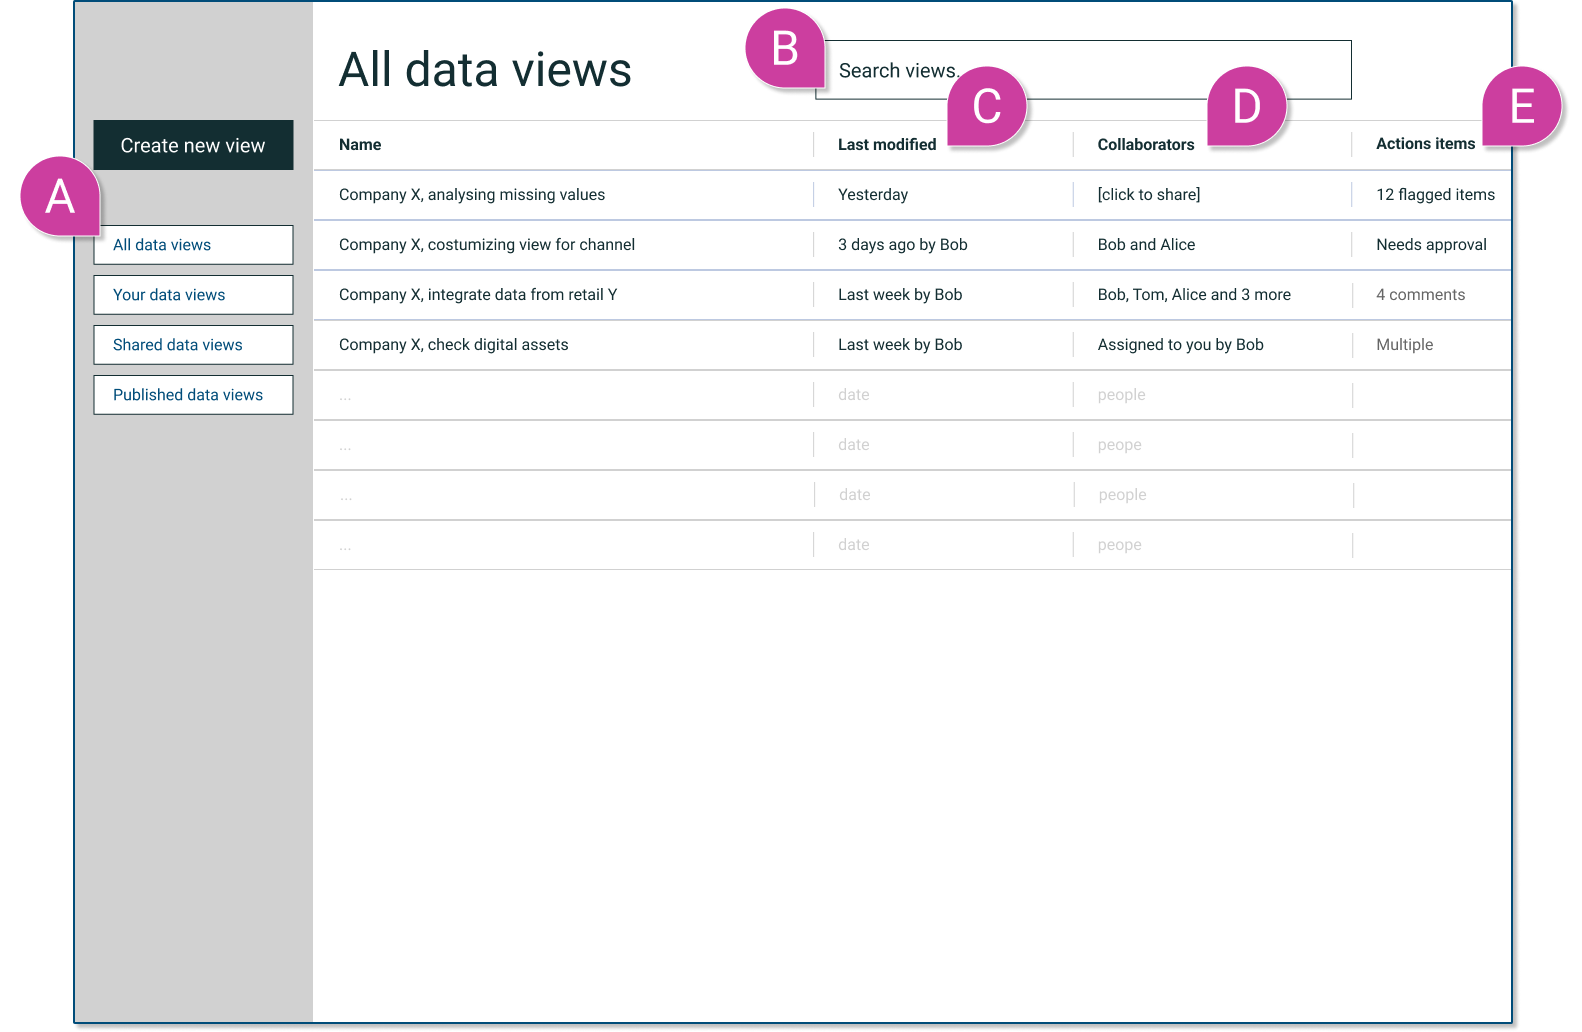 All data views
B
Search views.
C
D
E
Create new view
A
All data views
Your data views
Shared data views
Published data views
Name Last modified Collaborators Actions items
Company X, analysing missing values Yesterday [click to share] 12 flagged items
Company X, costumizing view for channel 3 days ago by Bob Bob and Alice Needs approval
Company X, integrate data from retail Y Last week by Bob Bob, Tom, Alice and 3 more 4 comments
Company X, check digital assets Last week by Bob Assigned to you by Bob Multiple
... date people
... date peope
... date people
... date peope